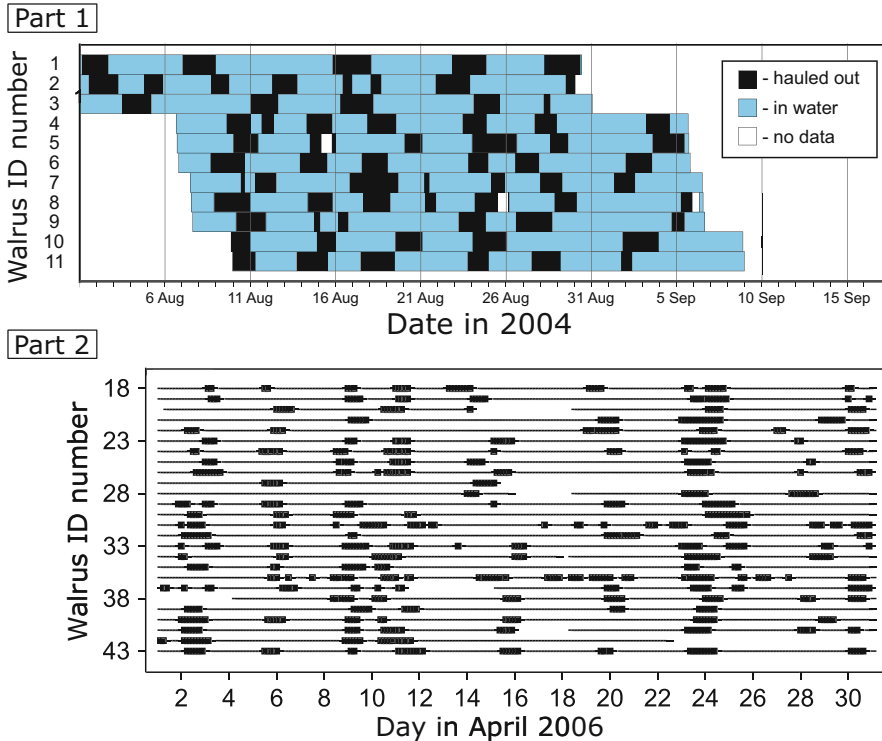 Part 1
Walrus ID number
1
2
3
4
5
6
7
8
9
10
11
- hauled out
- in water
- no data
6 Aug 11 Aug 16 Aug 21 Aug 26 Aug 31 Aug 5 Sep 10 Sep 15 Sep
Date in 2004
Part 2
Walrus ID number
18
23
28
33
38
43
2 4 6 8 10 12 14 16 18 20 22 24 26 28 30
Day in April 2006